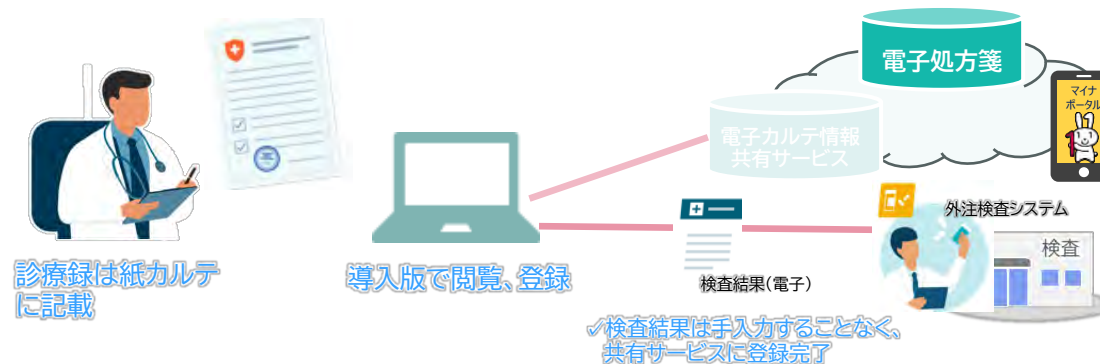 電子処方箋
マイナ
ポータル
電子カルテ情報
共有サービス
外注検査システム
検査
診療録は紙カルテ
に記載
導入版で閲覧、登録
検査結果(電子)
✓検査結果は手入力することなく、
共有サービスに登録完了